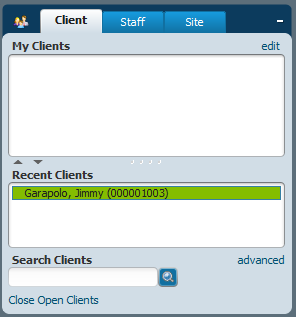 Client Staff Site
My Clients edit
Recent Clients
Garapolo, Jimmy (000001003)
Search Clients advanced
Close Open Clients